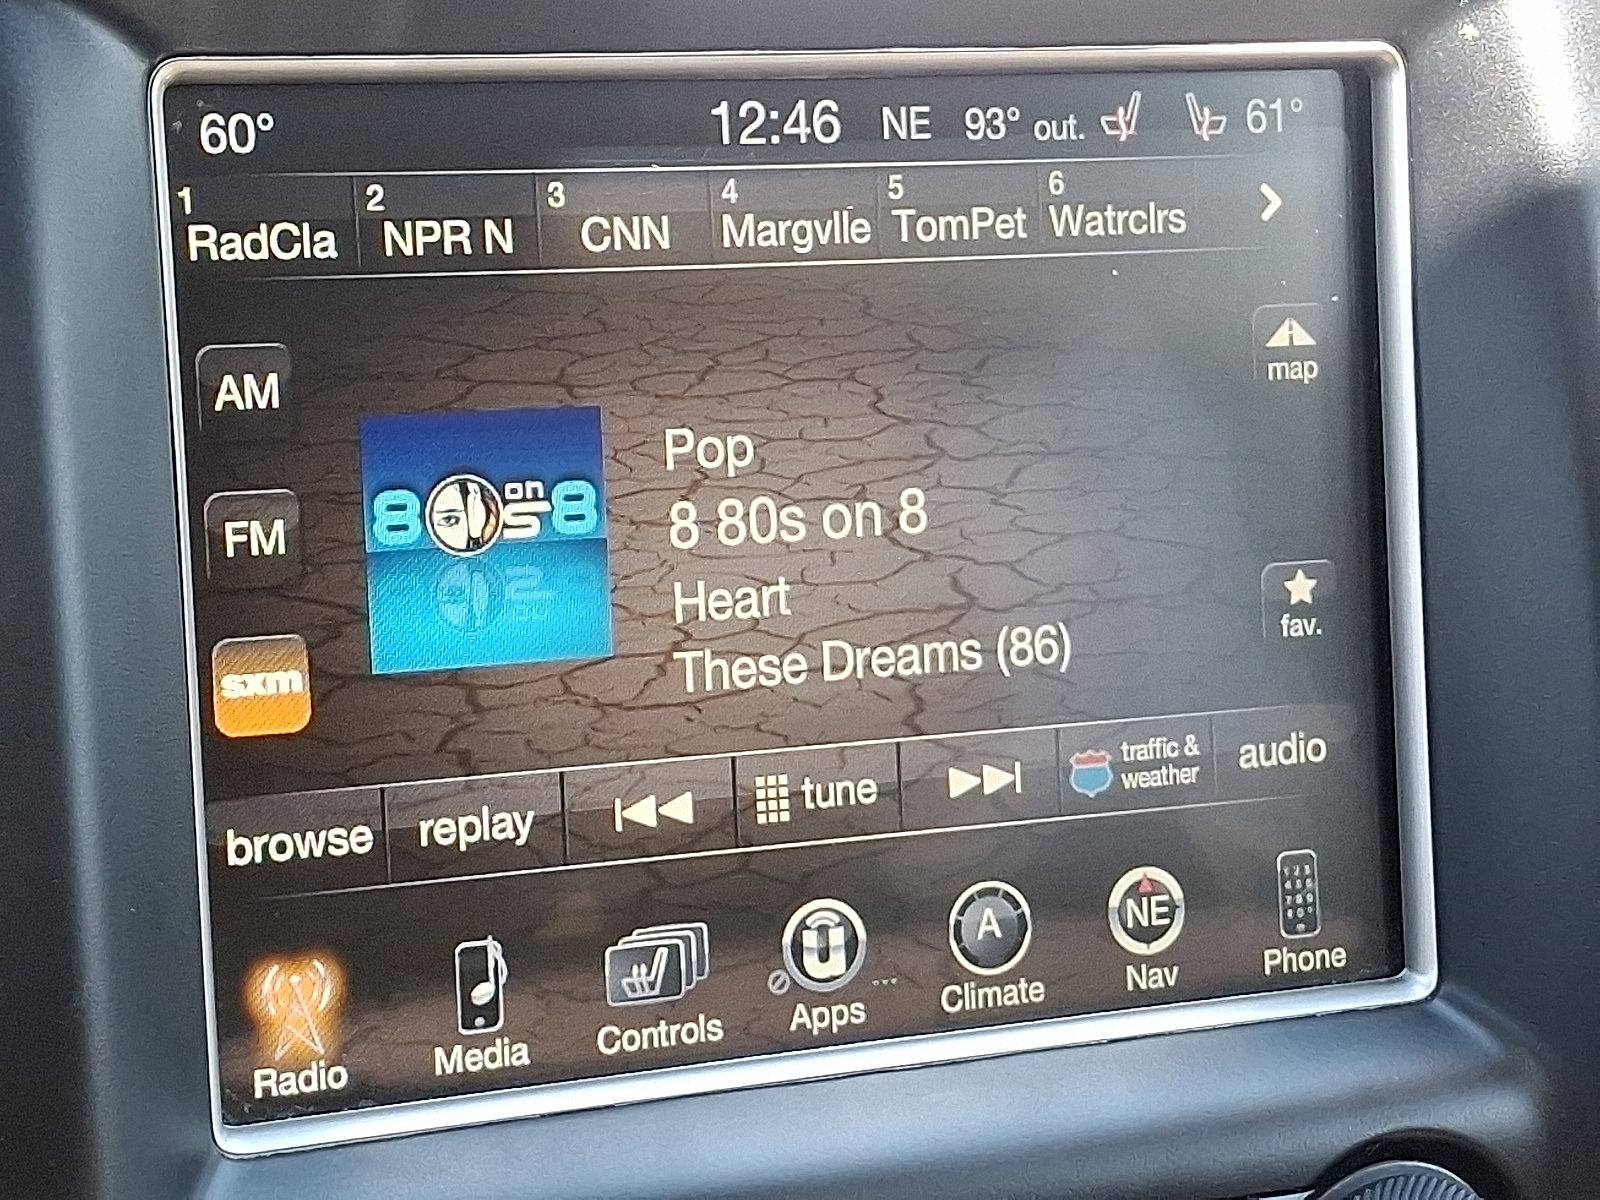 60° 12:46 NE 93° out. 61°
1 2 3 4 5 6
RadCla NPR N CNN Margvlle TomPet Watrclrs
AM
map
FM
80s on 8
Pop
8 80s on 8
Heart
These Dreams (86)
fav.
sxm
browse replay tune traffic & weather audio
A
NE
Radio Media Controls Apps Climate Nav Phone